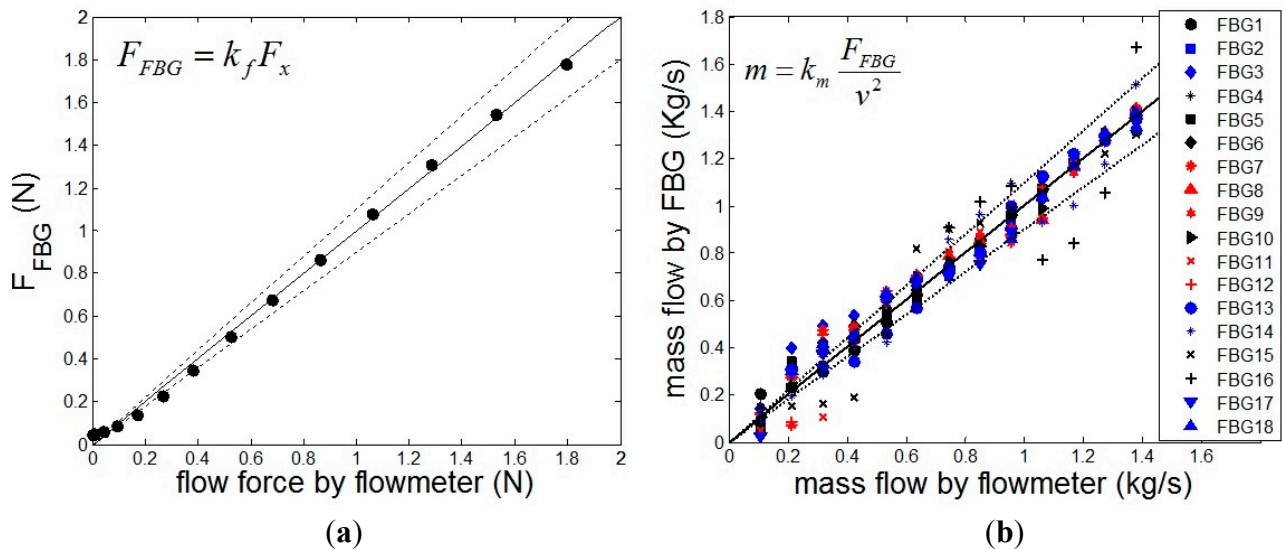 F_FBG = k_f F_x
2
1.8
1.6
1.4
1.2
1
0.8
0.6
0.4
0.2
0
F_FBG (N)
0 0.2 0.4 0.6 0.8 1 1.2 1.4 1.6 1.8 2
flow force by flowmeter (N)
(a)
m = k_m F_FBG / v^2
1.8
1.6
1.4
1.2
1
0.8
0.6
0.4
0.2
0
mass flow by FBG (Kg/s)
0 0.2 0.4 0.6 0.8 1 1.2 1.4 1.6
mass flow by flowmeter (kg/s)
FBG1
FBG2
FBG3
FBG4
FBG5
FBG6
FBG7
FBG8
FBG9
FBG10
FBG11
FBG12
FBG13
FBG14
FBG15
FBG16
FBG17
FBG18
(b)